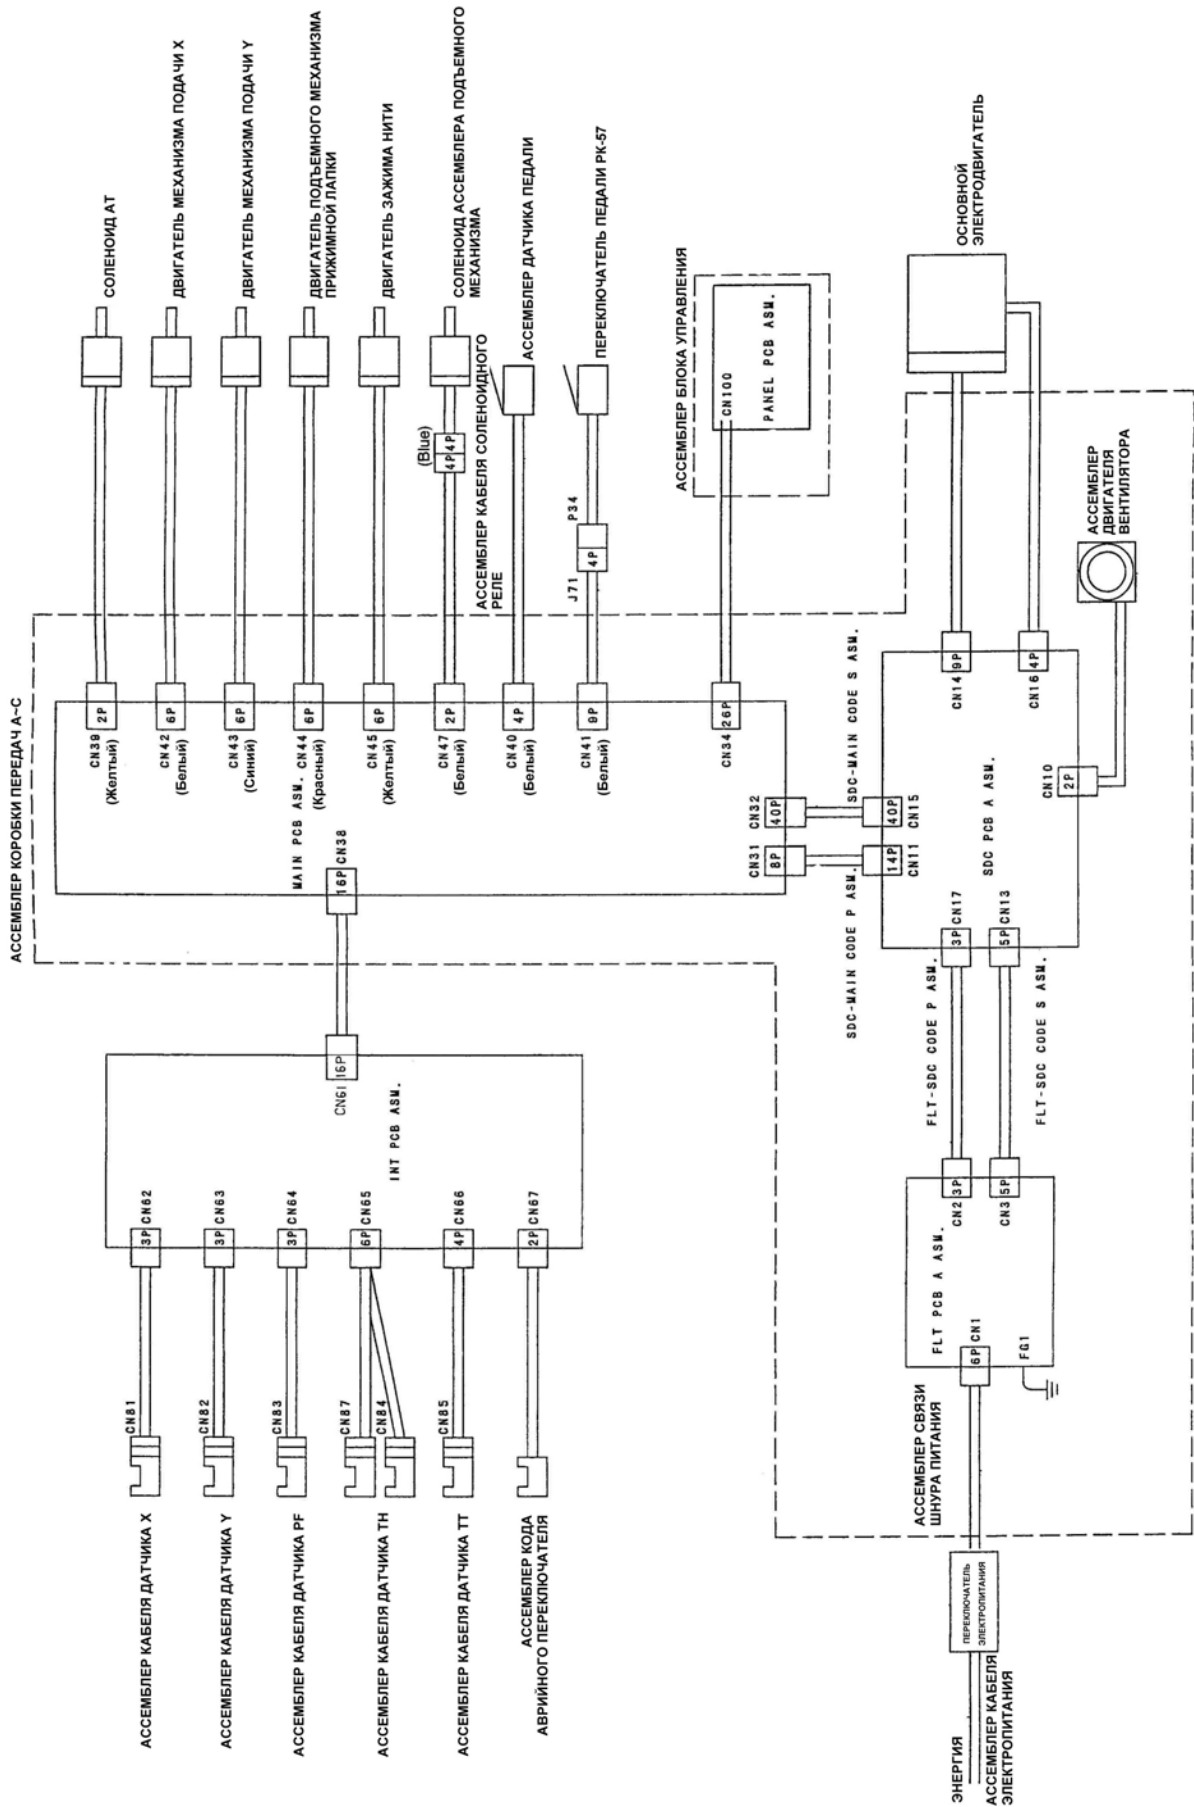 АССЕМБЛЕР КОРОБКИ ПЕРЕДАЧ А~С
СОЛЕНОИД АТ
ДВИГАТЕЛЬ МЕХАНИЗМА ПОДАЧИ X
ДВИГАТЕЛЬ МЕХАНИЗМА ПОДАЧИ Y
ДВИГАТЕЛЬ ПОДЪЕМНОГО МЕХАНИЗМА
ПРИЖИМНОЙ ЛАПКИ
ДВИГАТЕЛЬ ЗАЖИМА НИТИ
СОЛЕНОИД АССЕМБЛЕРА ПОДЪЕМНОГО
МЕХАНИЗМА
(Blue)
4P 4P
АССЕМБЛЕР КАБЕЛЯ СОЛЕНОИДНОГО
РЕЛЕ
АССЕМБЛЕР ДАТЧИКА ПЕДАЛИ
ПЕРЕКЛЮЧАТЕЛЬ ПЕДАЛИ РК-57
J71
4P
P34
АССЕМБЛЕР БЛОКА УПРАВЛЕНИЯ
CN100
PANEL PCB ASM.
CN39 2P
(Желтый)
CN42 6P
(Белый)
CN43 6P
(Синий)
CN44 6P
(Красный)
CN45 6P
(Желтый)
CN47 2P
(Белый)
CN40 4P
(Белый)
CN41 9P
(Белый)
CN34 26P
MAIN PCB ASM.
16P CN38
CN31 8P
CN32 40P
SDC-MAIN CODE P ASM.
SDC-MAIN CODE S ASM.
14P CN11
40P CN15
SDC PCB A ASM.
CN14 9P
CN16 4P
CN10 2P
3P CN17
5P CN13
ОСНОВНОЙ
ЭЛЕКТРОДВИГАТЕЛЬ
АССЕМБЛЕР
ДВИГАТЕЛЯ
ВЕНТИЛЯТОРА
FLT-SDC CODE P ASM.
FLT-SDC CODE S ASM.
CN2 3P
CN3 5P
FLT PCB A ASM.
6P CN1
FG1
АССЕМБЛЕР СВЯЗИ
ШНУРА ПИТАНИЯ
ПЕРЕКЛЮЧАТЕЛЬ
ЭЛЕКТРОПИТАНИЯ
ЭНЕРГИЯ
АССЕМБЛЕР КАБЕЛЯ
ЭЛЕКТРОПИТАНИЯ
CN61 16P
INT PCB ASM.
3P CN62
3P CN63
3P CN64
6P CN65
4P CN66
2P CN67
CN81
CN82
CN83
CN87
CN84
CN85
АССЕМБЛЕР КАБЕЛЯ ДАТЧИКА X
АССЕМБЛЕР КАБЕЛЯ ДАТЧИКА Y
АССЕМБЛЕР КАБЕЛЯ ДАТЧИКА PF
АССЕМБЛЕР КАБЕЛЯ ДАТЧИКА TH
АССЕМБЛЕР КАБЕЛЯ ДАТЧИКА TT
АССЕМБЛЕР КОДА
АВРИЙНОГО ПЕРЕКЛЮЧАТЕЛЯ